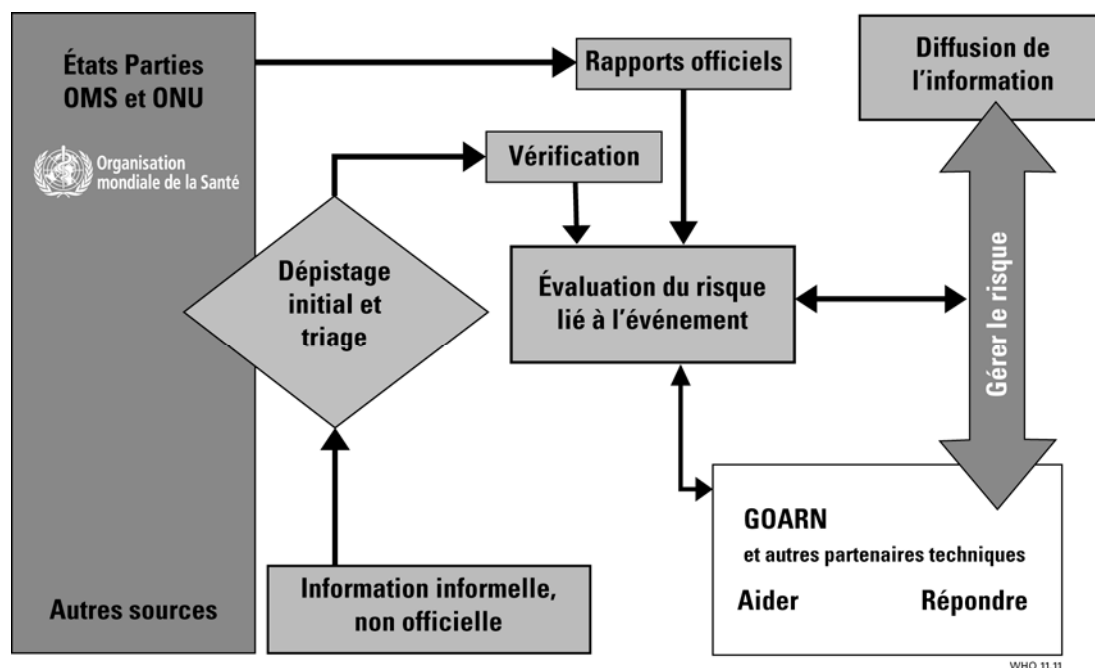 États Parties
OMS et ONU
Organisation
mondiale de la Santé
Autres sources
Rapports officiels
Vérification
Dépistage
initial et
triage
Information informelle,
non officielle
Évaluation du risque
lié à l'événement
Diffusion de
l'information
Gérer le risque
GOARN
et autres partenaires techniques
Aider Répondre
WHO 11.11